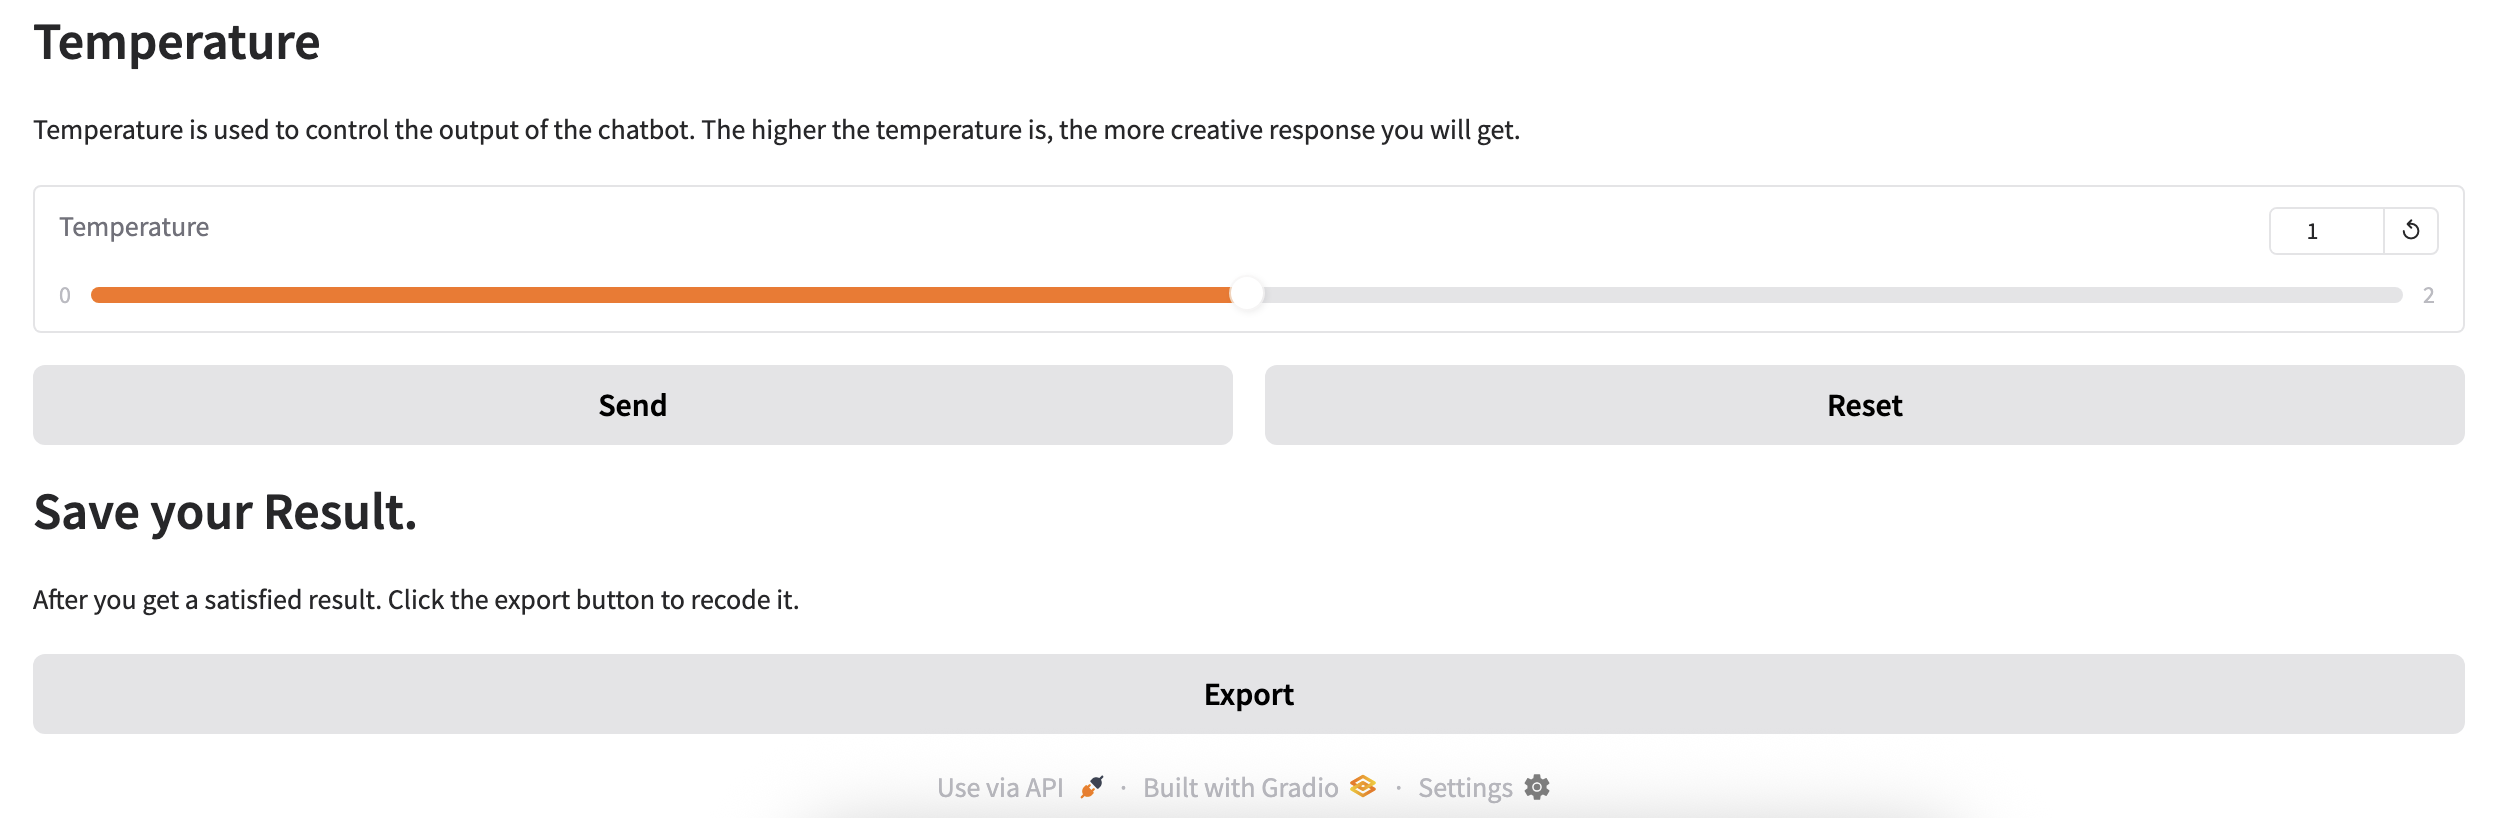 Temperature
Temperature is used to control the output of the chatbot. The higher the temperature is, the more creative response you will get.
Temperature
1
0
2
Send
Reset
Save your Result.
After you get a satisfied result. Click the export button to recode it.
Export
Use via API · Built with Gradio · Settings